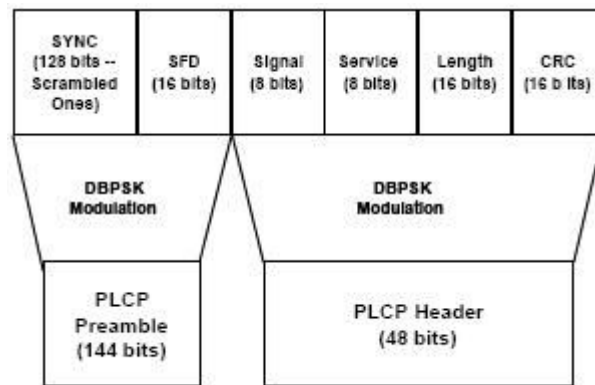 SYNC
(128 bits --
Scrambled
Ones)
SFD
(16 bits)
Signal
(8 bits)
Service
(8 bits)
Length
(16 bits)
CRC
(16 b its)
DBPSK
Modulation
DBPSK
Modulation
PLCP
Preamble
(144 bits)
PLCP Header
(48 bits)